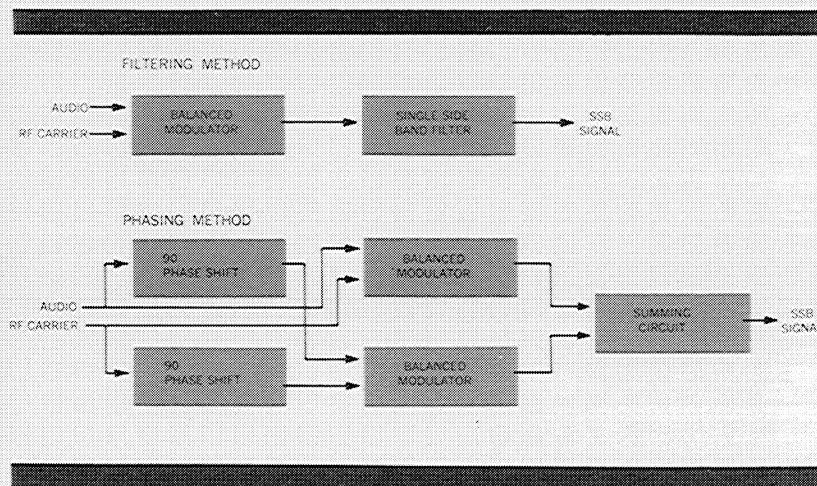 FILTERING METHOD
AUDIO
RF CARRIER
BALANCED
MODULATOR
SINGLE SIDE
BAND FILTER
SSB
SIGNAL
PHASING METHOD
90
PHASE SHIFT
BALANCED
MODULATOR
AUDIO
RF CARRIER
SUMMING
CIRCUIT
SSB
SIGNAL
90
PHASE SHIFT
BALANCED
MODULATOR